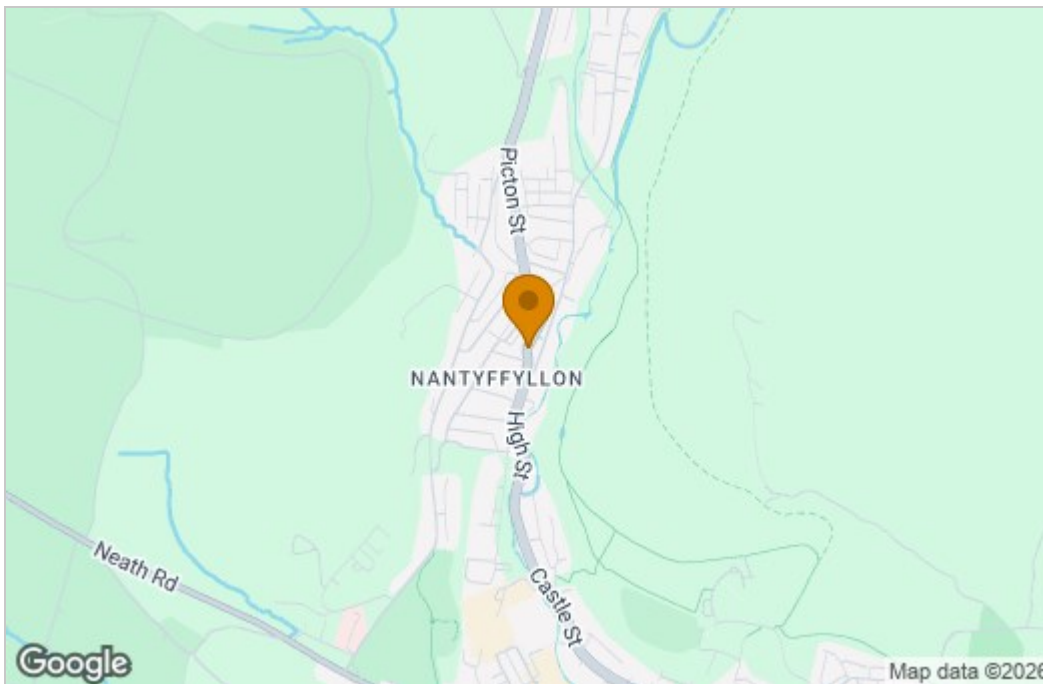 Picton St
NANTYFFYLLON
High St
Neath Rd
Castle St
Google
Map data ©2026